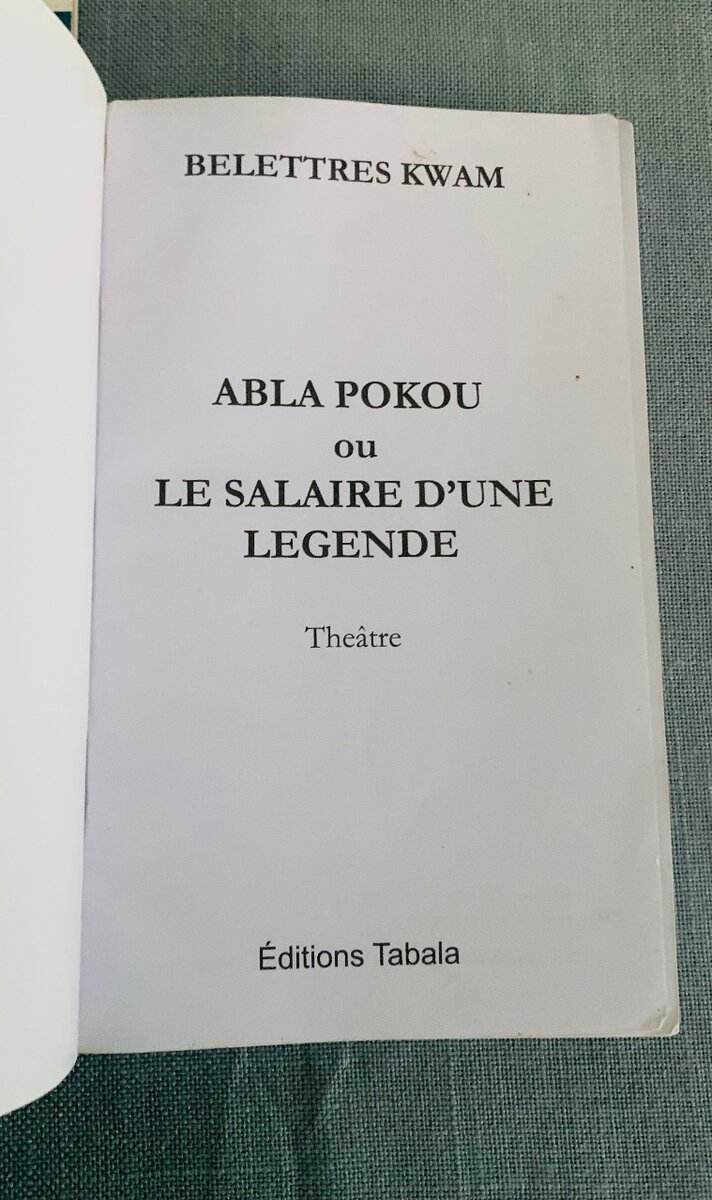 BELETTRES KWAM
ABLA POKOU
ou
LE SALAIRE D'UNE
LEGENDE
Theâtre
Éditions Tabala